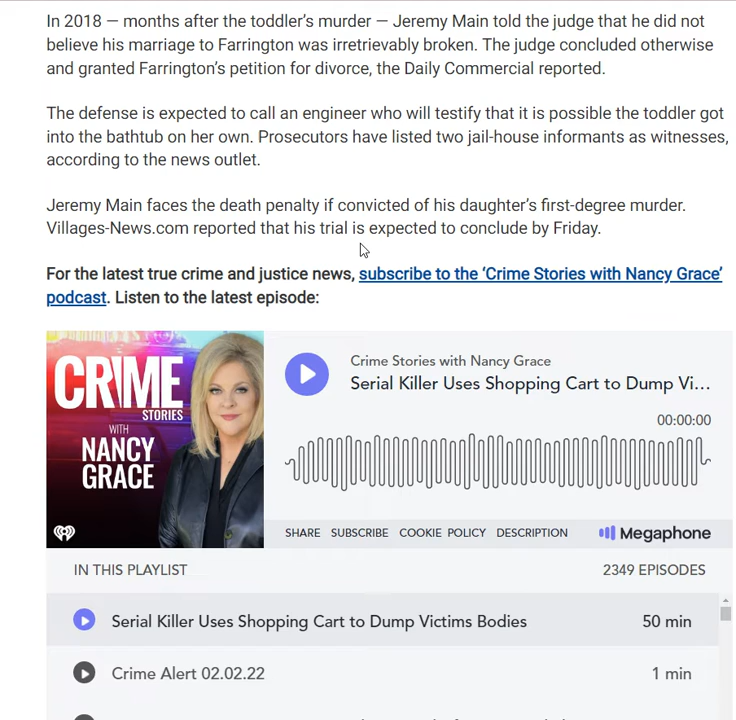 In 2018 — months after the toddler’s murder — Jeremy Main told the judge that he did not
believe his marriage to Farrington was irretrievably broken. The judge concluded otherwise
and granted Farrington’s petition for divorce, the Daily Commercial reported.
The defense is expected to call an engineer who will testify that it is possible the toddler got
into the bathtub on her own. Prosecutors have listed two jail-house informants as witnesses,
according to the news outlet.
Jeremy Main faces the death penalty if convicted of his daughter’s first-degree murder.
Villages-News.com reported that his trial is expected to conclude by Friday.
For the latest true crime and justice news, subscribe to the ‘Crime Stories with Nancy Grace’
podcast. Listen to the latest episode:
CRIME
STORIES
WITH
NANCY
GRACE
Crime Stories with Nancy Grace
Serial Killer Uses Shopping Cart to Dump Vi...
00:00:00
SHARE SUBSCRIBE COOKIE POLICY DESCRIPTION Megaphone
IN THIS PLAYLIST 2349 EPISODES
Serial Killer Uses Shopping Cart to Dump Victims Bodies 50 min
Crime Alert 02.02.22 1 min